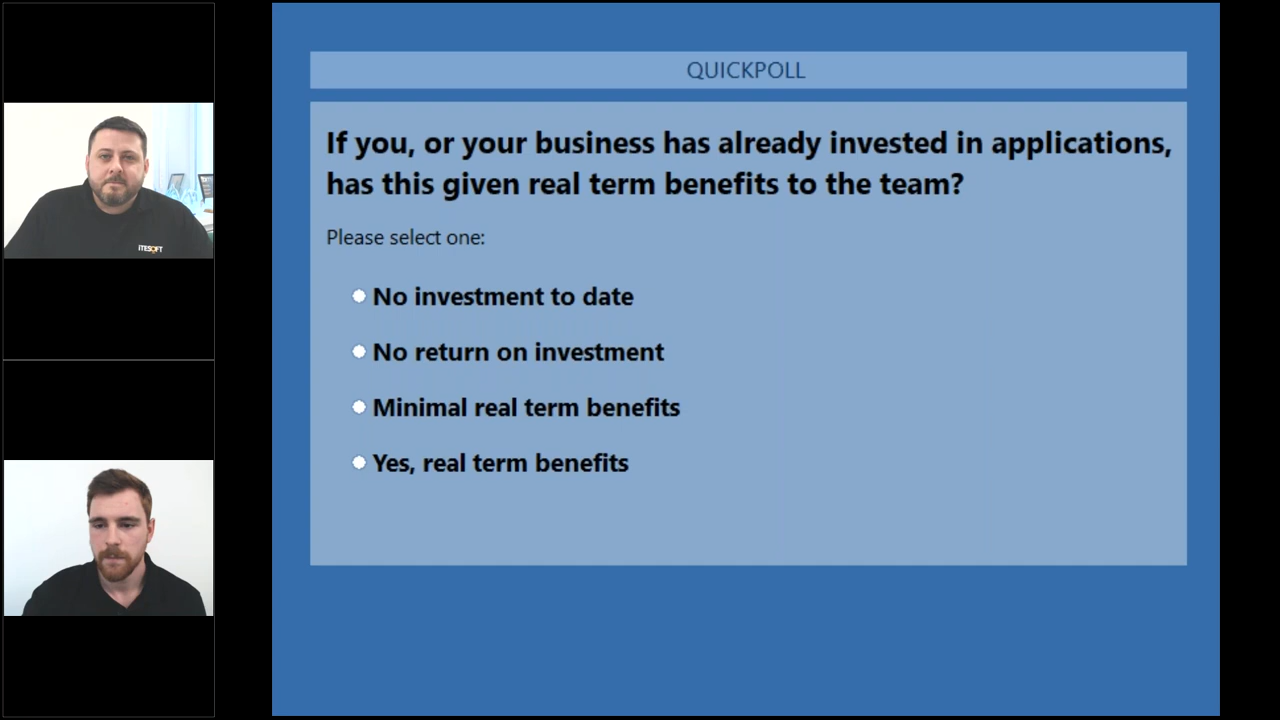 QUICKPOLL
If you, or your business has already invested in applications,
has this given real term benefits to the team?
Please select one:
No investment to date
No return on investment
Minimal real term benefits
Yes, real term benefits
ITESOFT